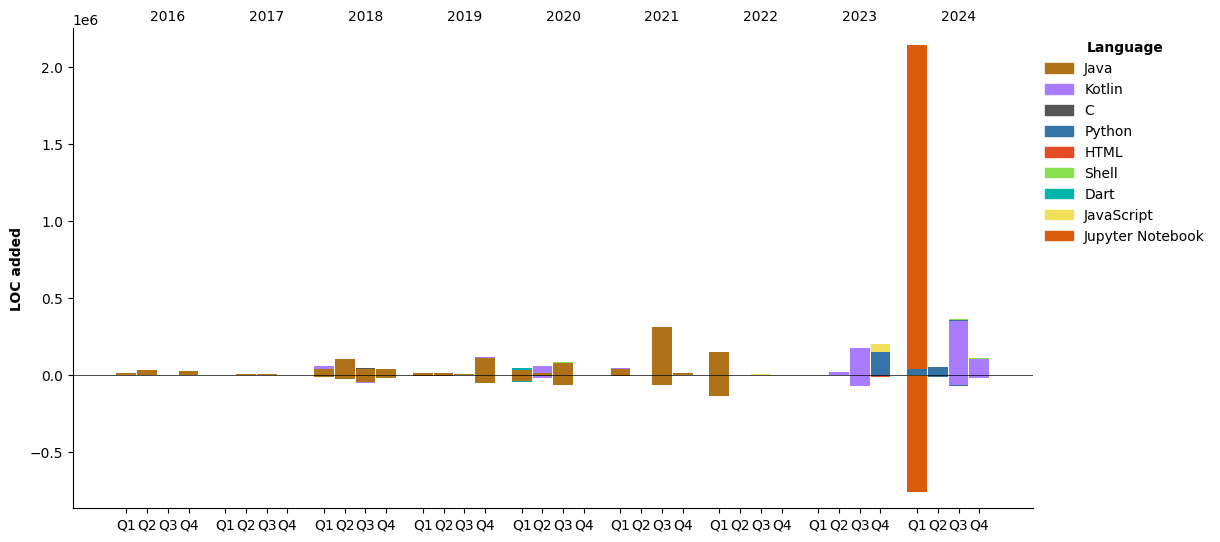 1e6
2016 2017 2018 2019 2020 2021 2022 2023 2024
Language
Java
Kotlin
C
Python
HTML
Shell
Dart
JavaScript
Jupyter Notebook
LOC added
2.0
1.5
1.0
0.5
0.0
−0.5
Q1 Q2 Q3 Q4 Q1 Q2 Q3 Q4 Q1 Q2 Q3 Q4 Q1 Q2 Q3 Q4 Q1 Q2 Q3 Q4 Q1 Q2 Q3 Q4 Q1 Q2 Q3 Q4 Q1 Q2 Q3 Q4 Q1 Q2 Q3 Q4